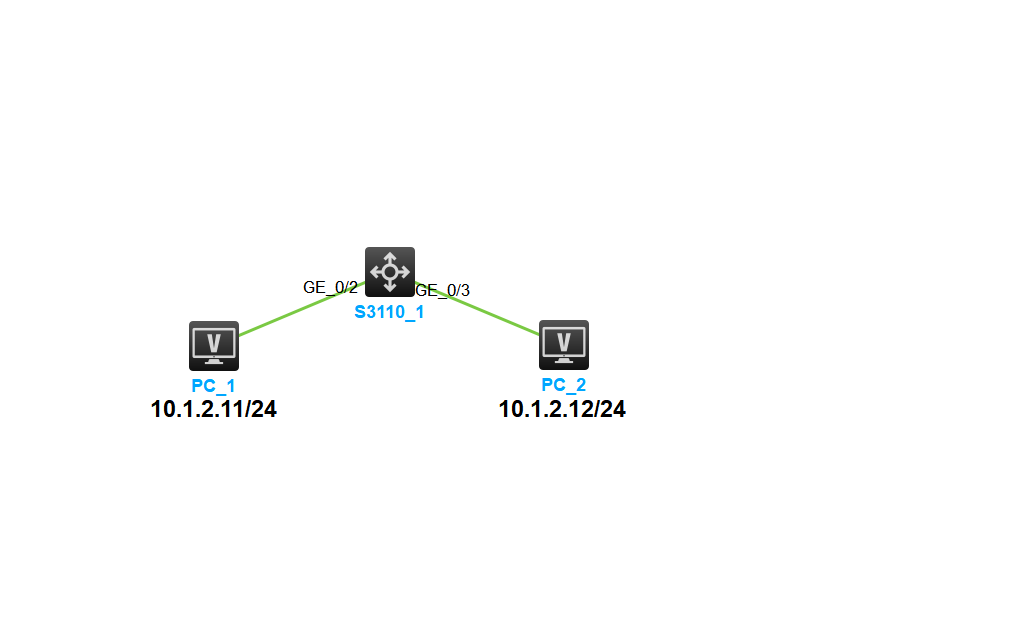 GE_0/2
GE_0/3
S3110_1
V
V
PC_1
PC_2
10.1.2.11/24
10.1.2.12/24